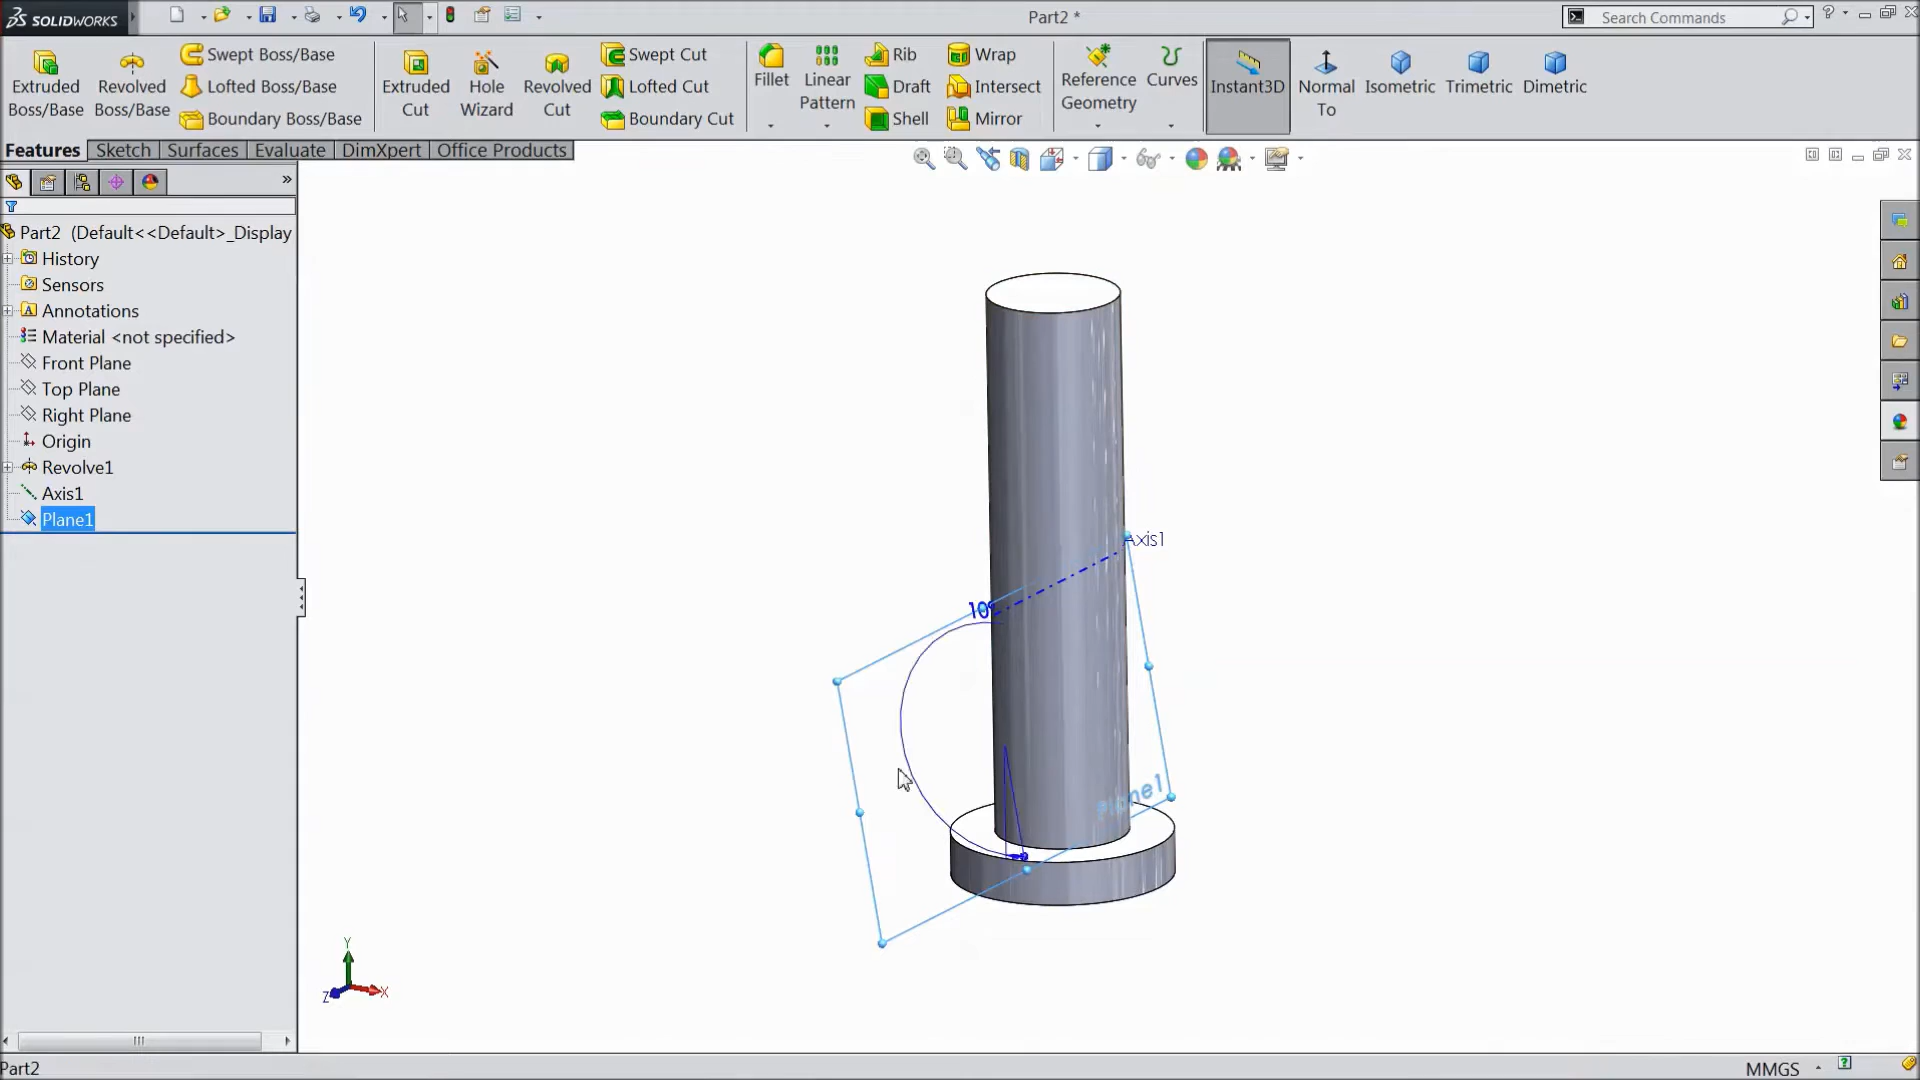 SOLIDWORKS
Part2 *
Search Commands
Extruded Boss/Base
Revolved Boss/Base
Swept Boss/Base
Lofted Boss/Base
Boundary Boss/Base
Extruded Cut
Hole Wizard
Revolved Cut
Swept Cut
Lofted Cut
Boundary Cut
Fillet
Linear Pattern
Rib
Draft
Shell
Wrap
Intersect
Mirror
Reference Geometry
Curves
Instant3D
Normal To
Isometric
Trimetric
Dimetric
Features
Sketch
Surfaces
Evaluate
DimXpert
Office Products
Part2 (Default<<Default>_Display
History
Sensors
Annotations
Material <not specified>
Front Plane
Top Plane
Right Plane
Origin
Revolve1
Axis1
Plane1
Axis1
10°
Plane1
Y
Z
X
Part2
MMGS